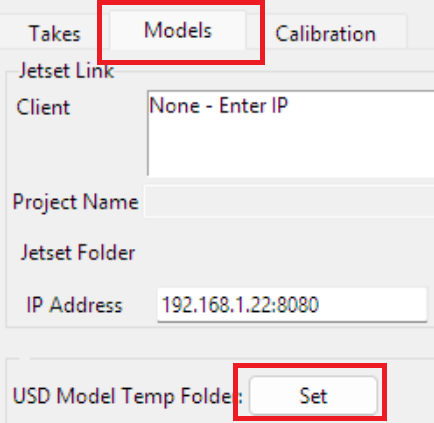 Takes Models Calibration
Jetset Link
Client None - Enter IP
Project Name
Jetset Folder
IP Address 192.168.1.22:8080
USD Model Temp Folder: Set